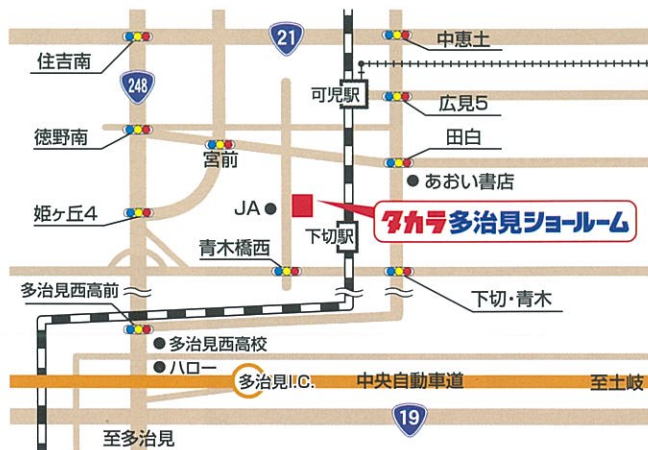 21
中恵土
住吉南
248
可児駅
広見5
徳野南
田白
宮前
あおい書店
姫ヶ丘4
JA
タカラ多治見ショールーム
下切駅
青木橋西
多治見西高前
下切・青木
多治見西高校
ハロー
多治見I.C.
中央自動車道
至土岐
19
至多治見